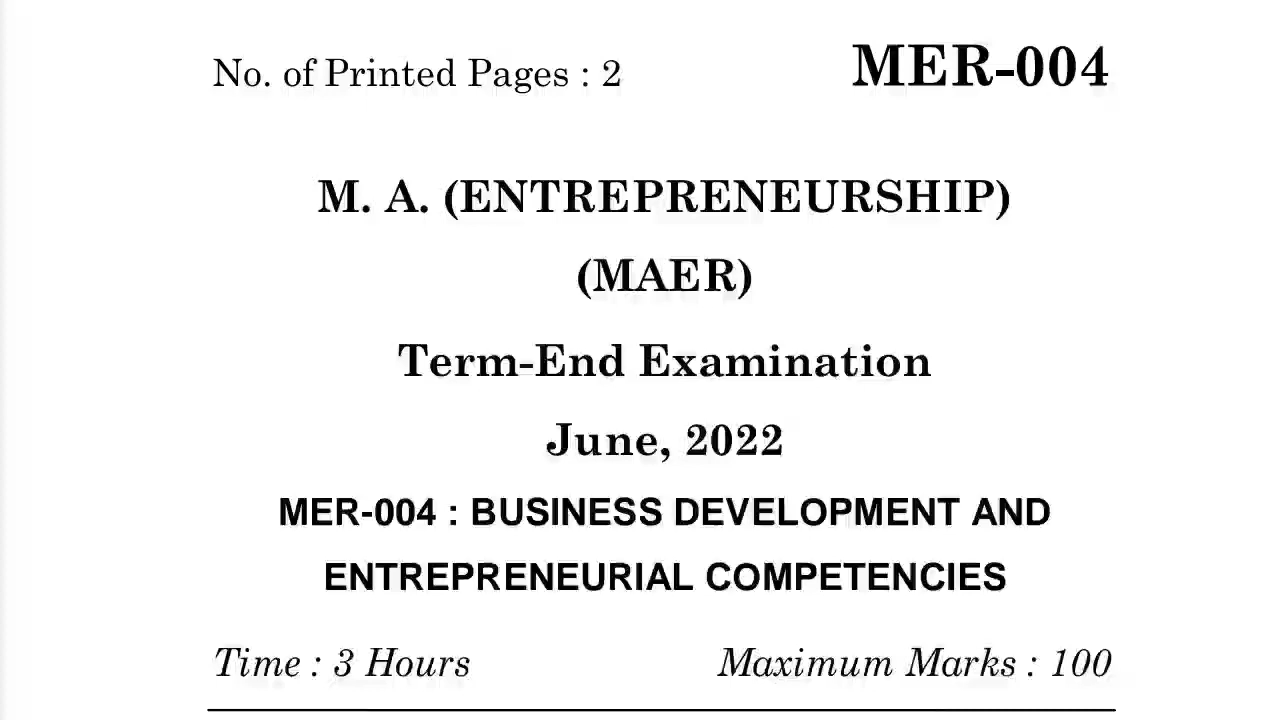 No. of Printed Pages : 2 MER-004
M. A. (ENTREPRENEURSHIP)
(MAER)
Term-End Examination
June, 2022
MER-004 : BUSINESS DEVELOPMENT AND
ENTREPRENEURIAL COMPETENCIES
Time : 3 Hours Maximum Marks : 100